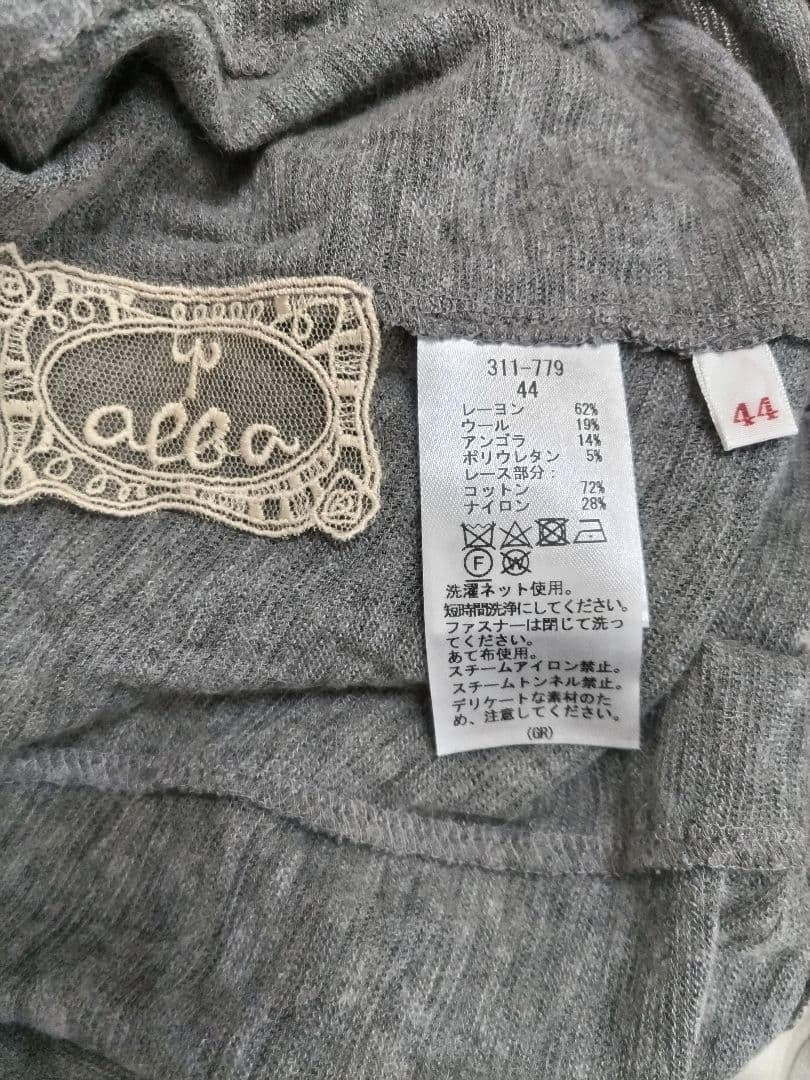 alba
311-779
44
レーヨン 62%
ウール 19%
アンゴラ 14%
ポリウレタン 5%
レース部分：
コットン 72%
ナイロン 28%
F W
洗濯ネット使用。
短時間洗浄にしてください。
ファスナーは閉じて洗っ
てください。
あて布使用。
スチームアイロン禁止。
スチームトンネル禁止。
デリケートな素材のた
め、注意してください。
(GR)
44